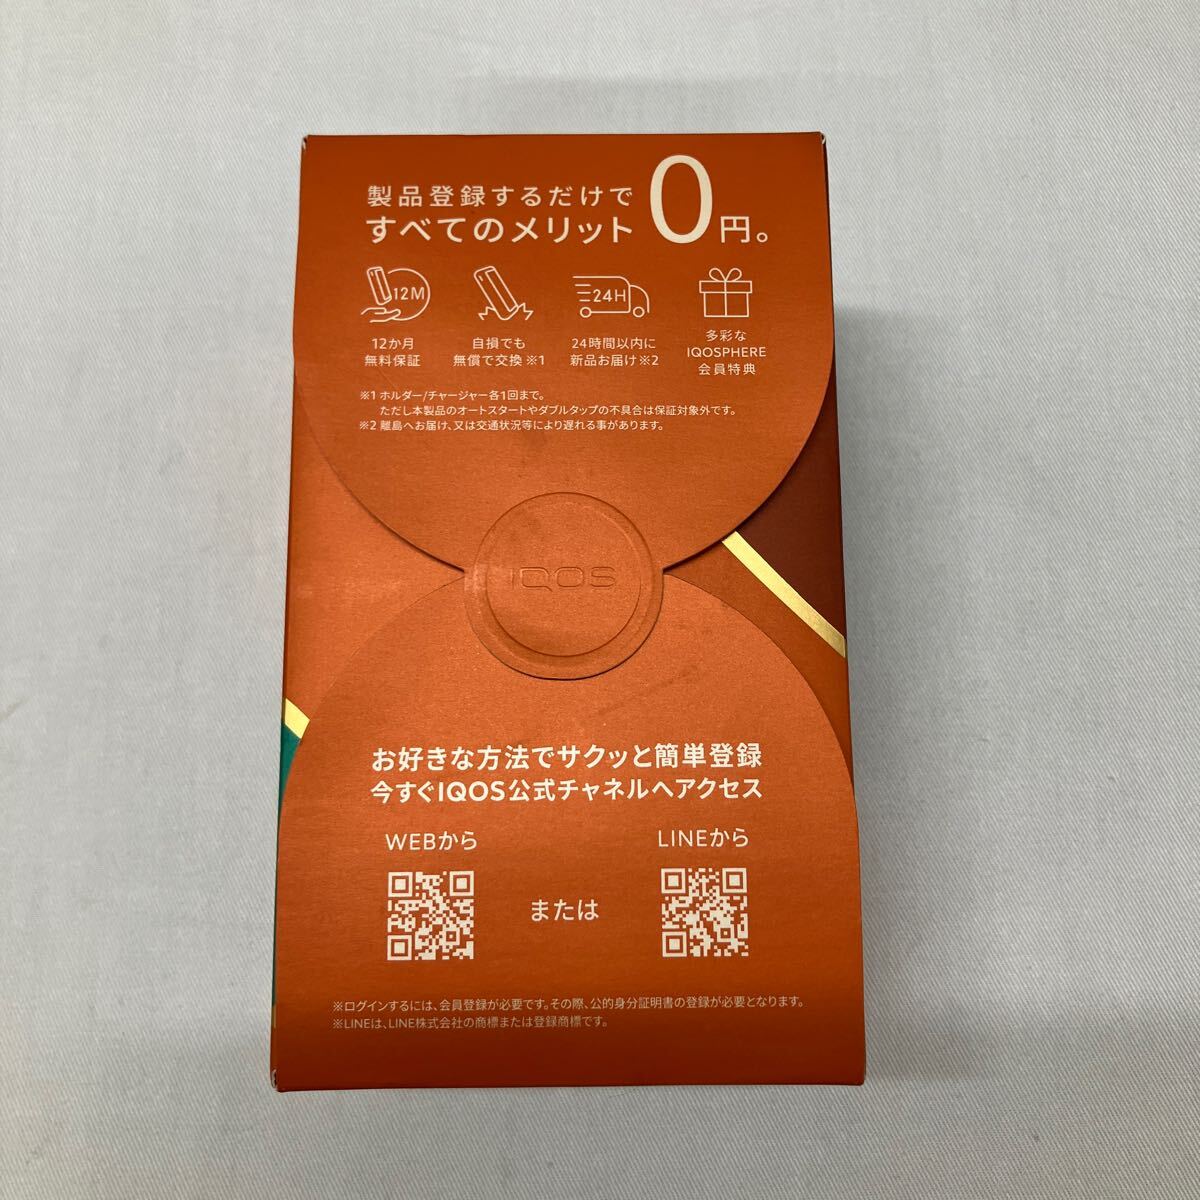 製品登録するだけで
すべてのメリット 0円。
12M
24H
12か月
無料保証
自損でも
無償で交換 ※1
24時間以内に
新品お届け ※2
多彩な
IQOSPHERE
会員特典
※1 ホルダー/チャージャー各1回まで。
ただし本製品のオートスタートやダブルタップの不具合は保証対象外です。
※2 離島へお届け、又は交通状況等により遅れる事があります。
IQOS
お好きな方法でサクッと簡単登録
今すぐIQOS公式チャネルへアクセス
WEBから
または
LINEから
※ログインするには、会員登録が必要です。その際、公的身分証明書の登録が必要となります。
※LINEは、LINE株式会社の商標または登録商標です。